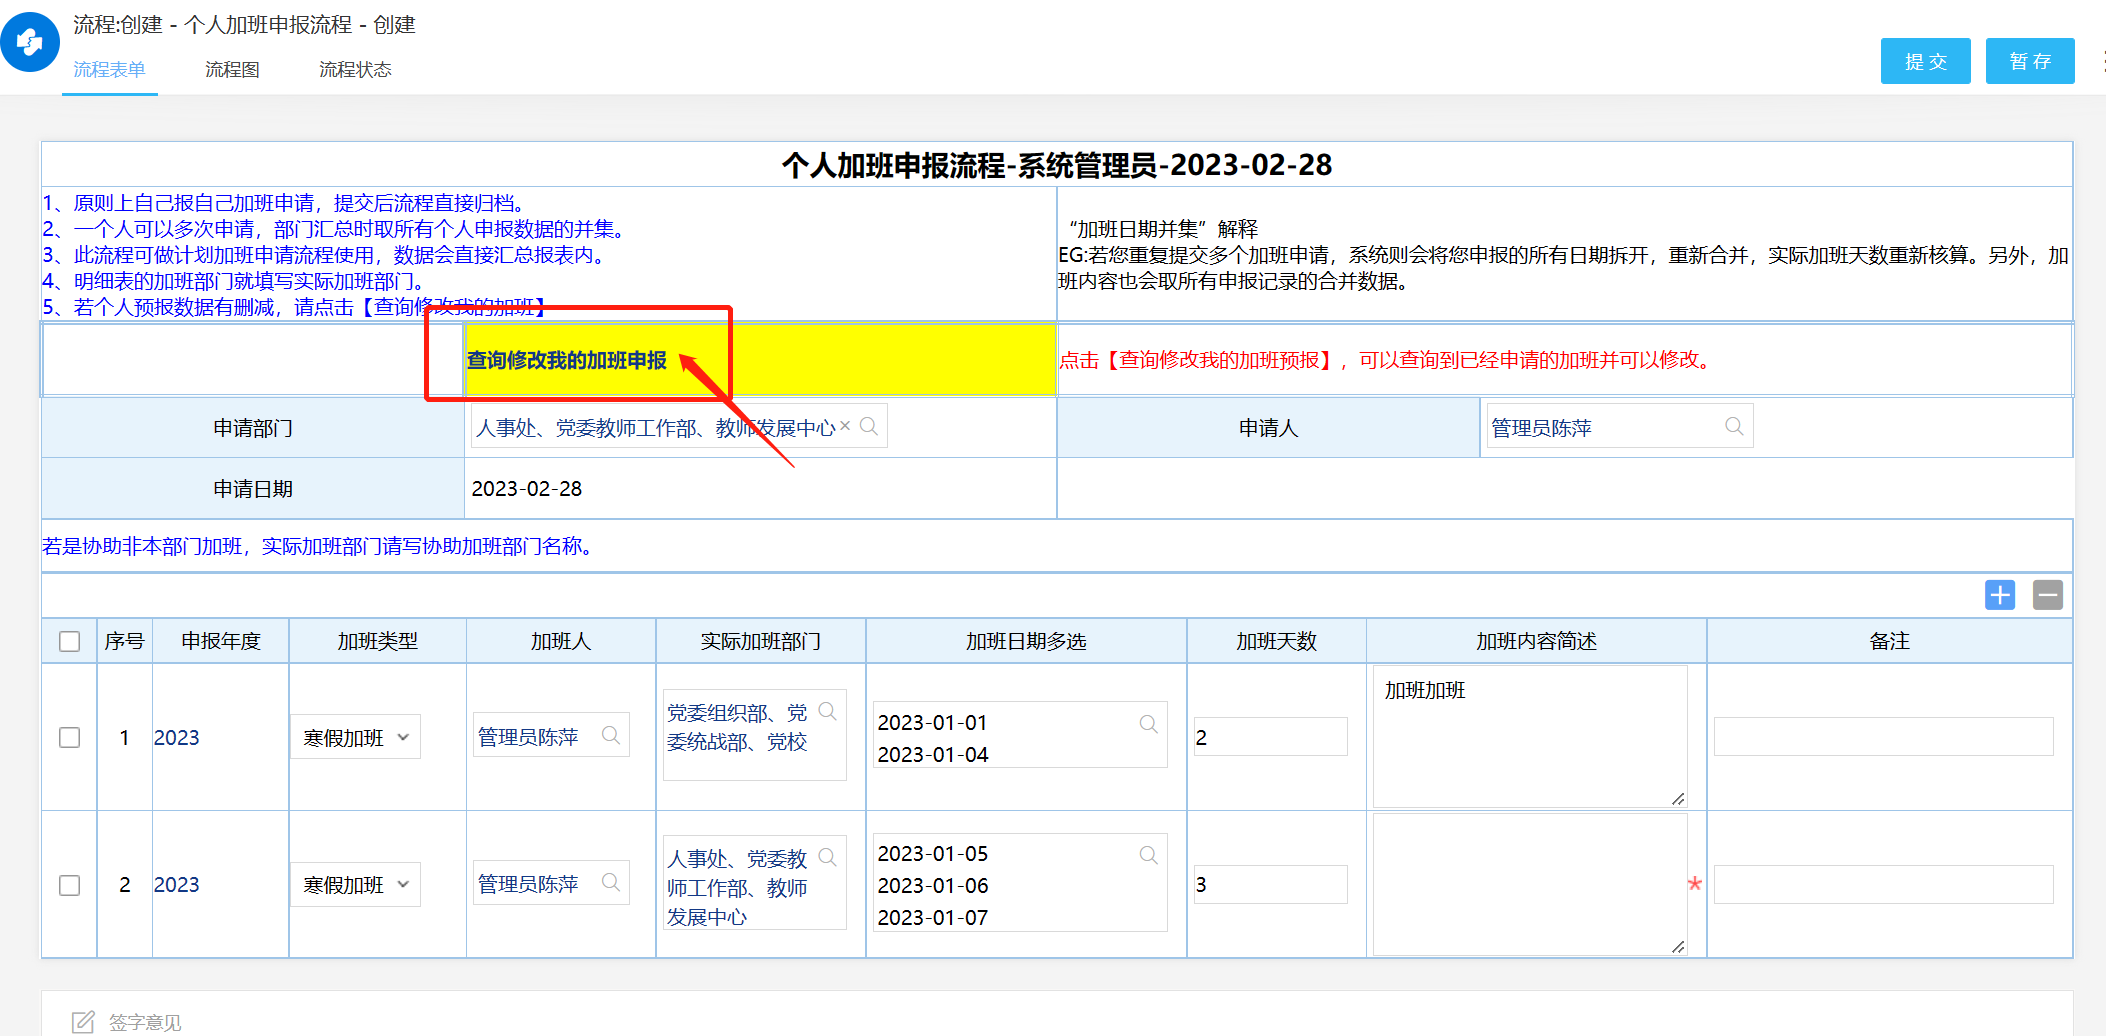 流程:创建 - 个人加班申报流程 - 创建
流程表单 流程图 流程状态
提交 暂存
个人加班申报流程-系统管理员-2023-02-28
1、原则上自己报自己加班申请，提交后流程直接归档。
2、一个人可以多次申请，部门汇总时取所有个人申报数据的并集。
3、此流程可做计划加班申请流程使用，数据会直接汇总报表内。
4、明细表的加班部门就填写实际加班部门。
5、若个人预报数据有删减，请点击【查询修改我的加班】
“加班日期并集”解释
EG:若您重复提交多个加班申请，系统则会将您申报的所有日期拆开，重新合并，实际加班天数重新核算。另外，加
班内容也会取所有申报记录的合并数据。
查询修改我的加班申报
点击【查询修改我的加班预报】，可以查询到已经申请的加班并可以修改。
申请部门 人事处、党委教师工作部、教师发展中心× 申请人 管理员陈萍
申请日期 2023-02-28
若是协助非本部门加班，实际加班部门请写协助加班部门名称。
序号 申报年度 加班类型 加班人 实际加班部门 加班日期多选 加班天数 加班内容简述 备注
1 2023 寒假加班 管理员陈萍
党委组织部、党
委统战部、党校
2023-01-01
2023-01-04
2
加班加班
2 2023 寒假加班 管理员陈萍
人事处、党委教
师工作部、教师
发展中心
2023-01-05
2023-01-06
2023-01-07
3
*
签字意见